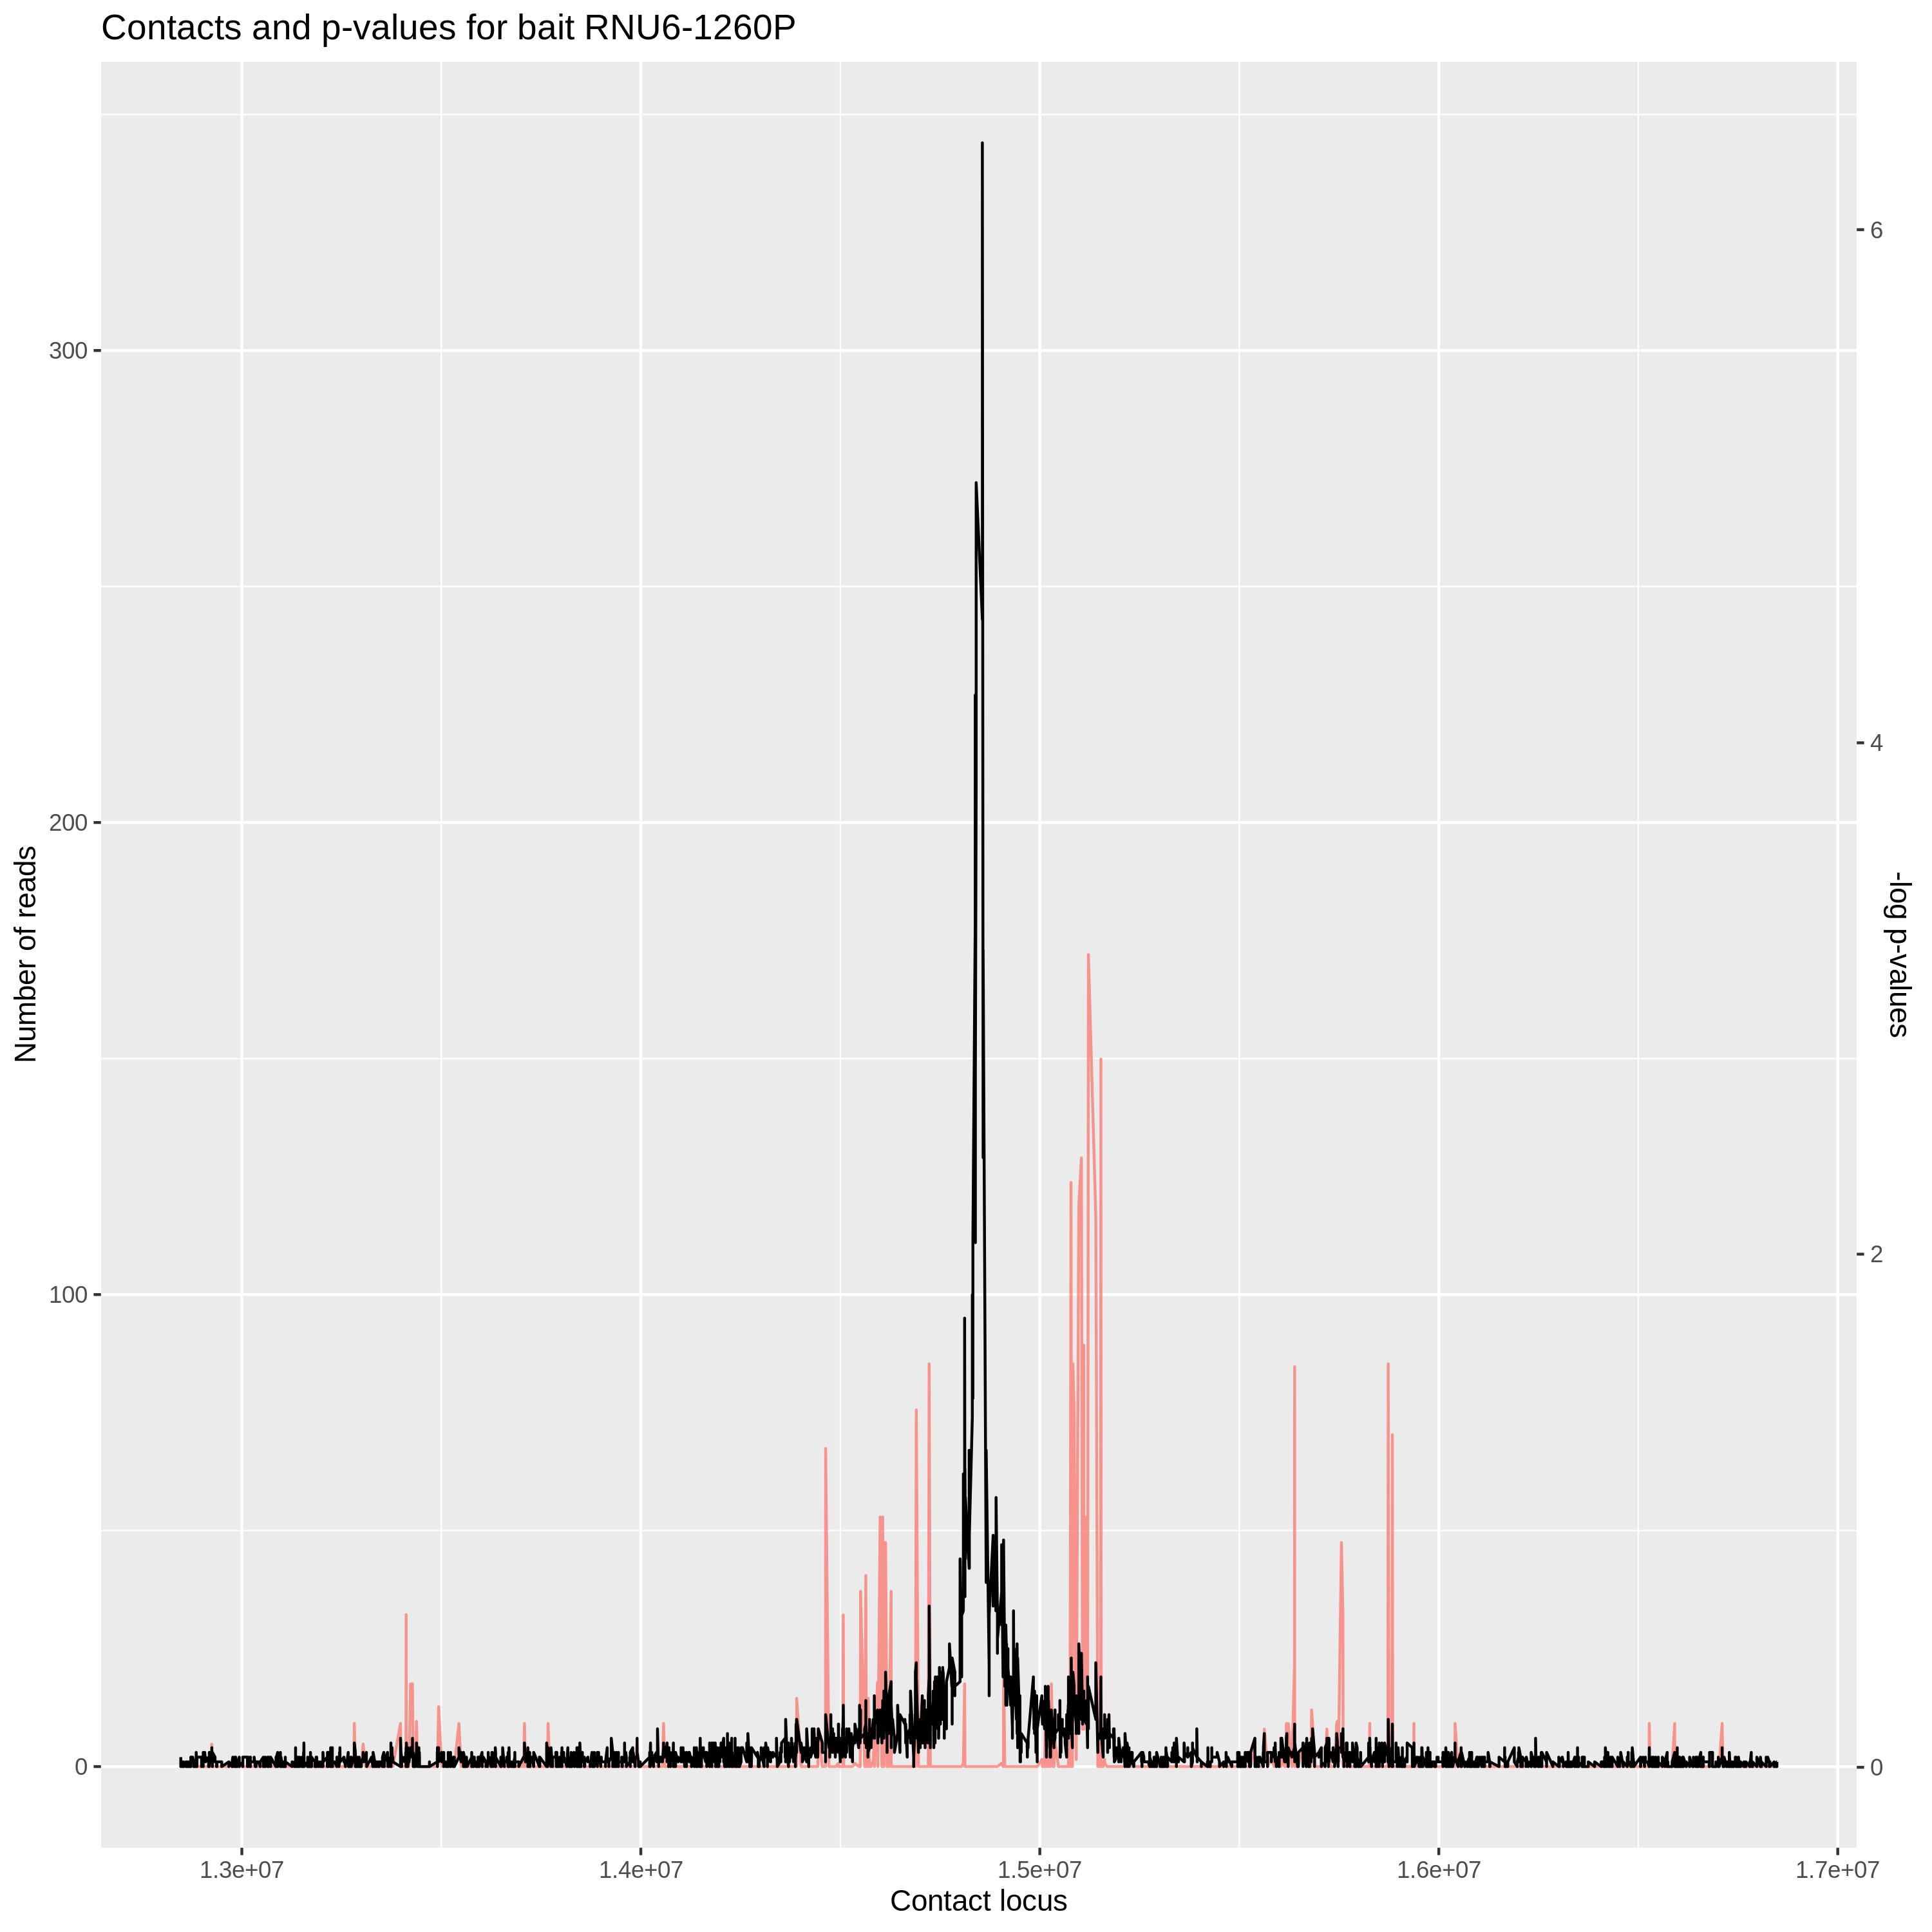 Contacts and p-values for bait RNU6-1260P
Number of reads
300
200
100
0
6
4
2
0
-log p-values
1.3e+07
1.4e+07
1.5e+07
1.6e+07
1.7e+07
Contact locus